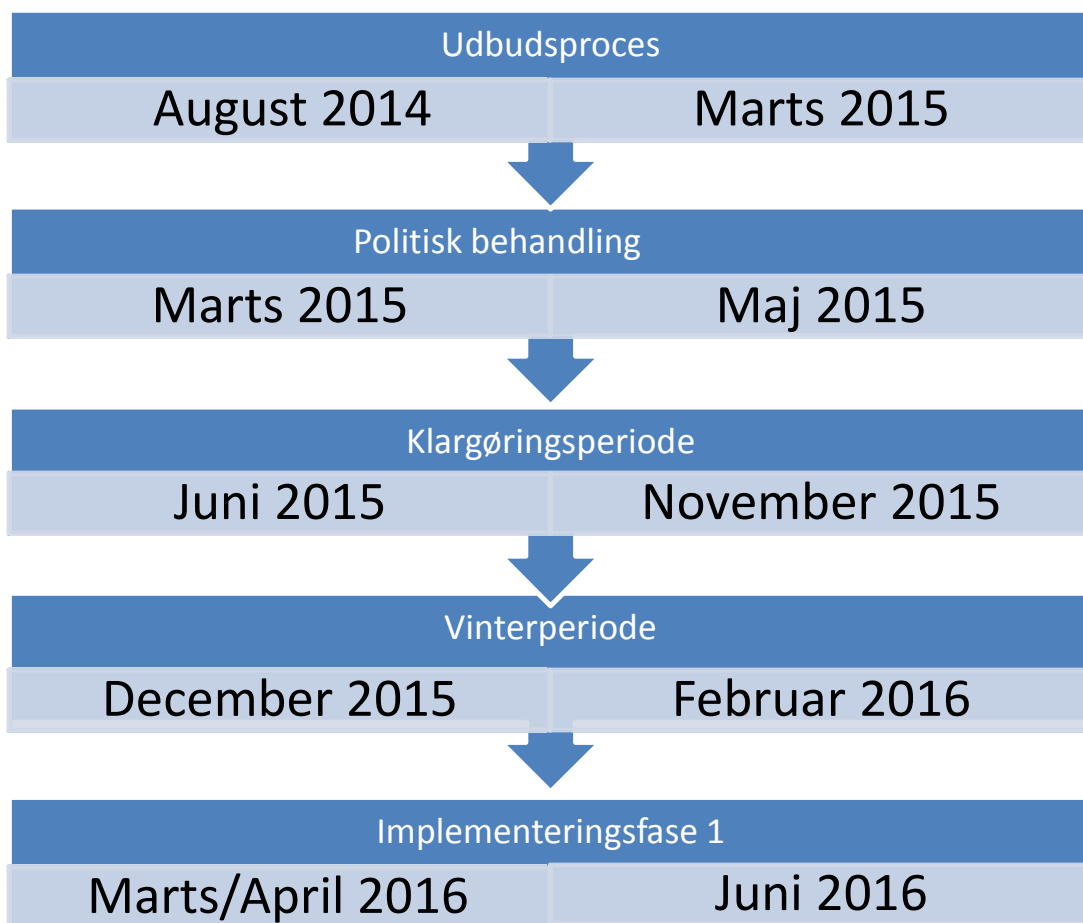 Udbudsproces
August 2014 Marts 2015
Politisk behandling
Marts 2015 Maj 2015
Klargøringsperiode
Juni 2015 November 2015
Vinterperiode
December 2015 Februar 2016
Implementeringsfase 1
Marts/April 2016 Juni 2016